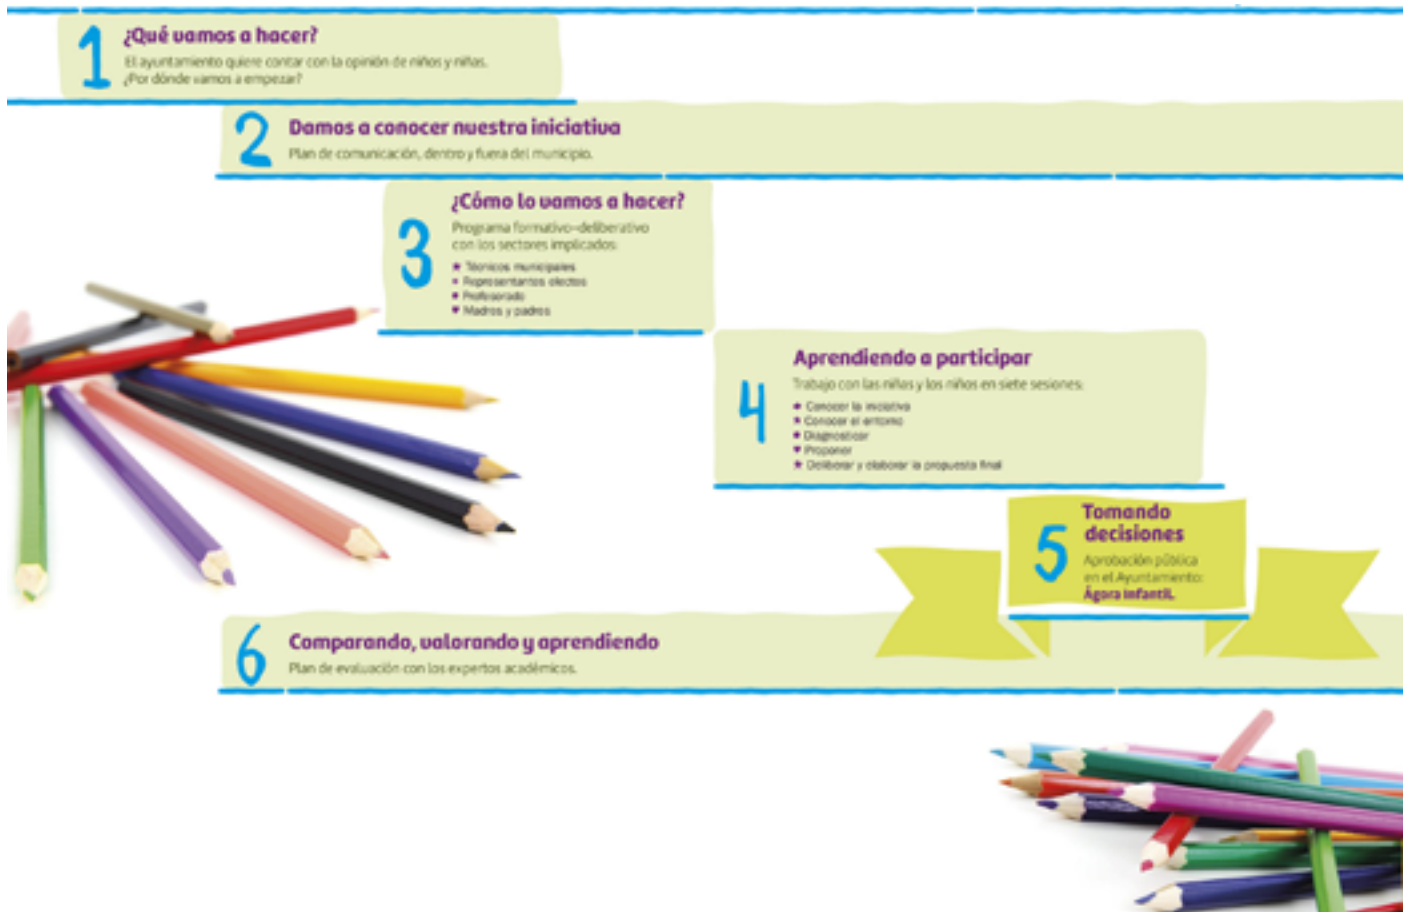 1
¿Qué vamos a hacer?
El ayuntamiento quiere contar con la opinión de niños y niñas.
¿Por dónde vamos a empezar?
2
Damos a conocer nuestra iniciativa
Plan de comunicación, dentro y fuera del municipio.
3
¿Cómo lo vamos a hacer?
Programa formativo-deliberativo
con los sectores implicados:
Técnicos municipales
Representantes electos
Profesorado
Madres y padres
4
Aprendiendo a participar
Trabajo con las niñas y los niños en siete sesiones:
Conocer la iniciativa
Conocer el entorno
Diagnosticar
Proponer
Deliberar y elaborar la propuesta final
5
Tomando
decisiones
Aprobación pública
en el Ayuntamiento:
Ágora infantil.
6
Comparando, valorando y aprendiendo
Plan de evaluación con los expertos académicos.